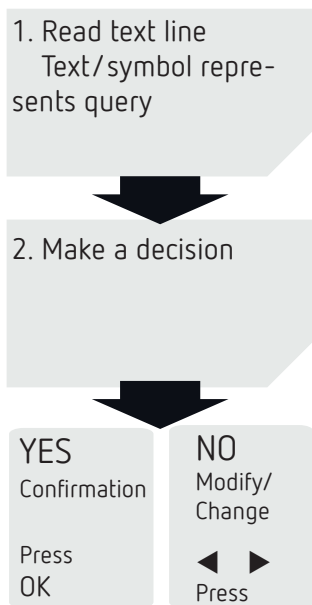 1. Read text line
Text/symbol repre-
sents query
2. Make a decision
YES
Confirmation
Press
OK
NO
Modify/
Change
◀ ▶
Press